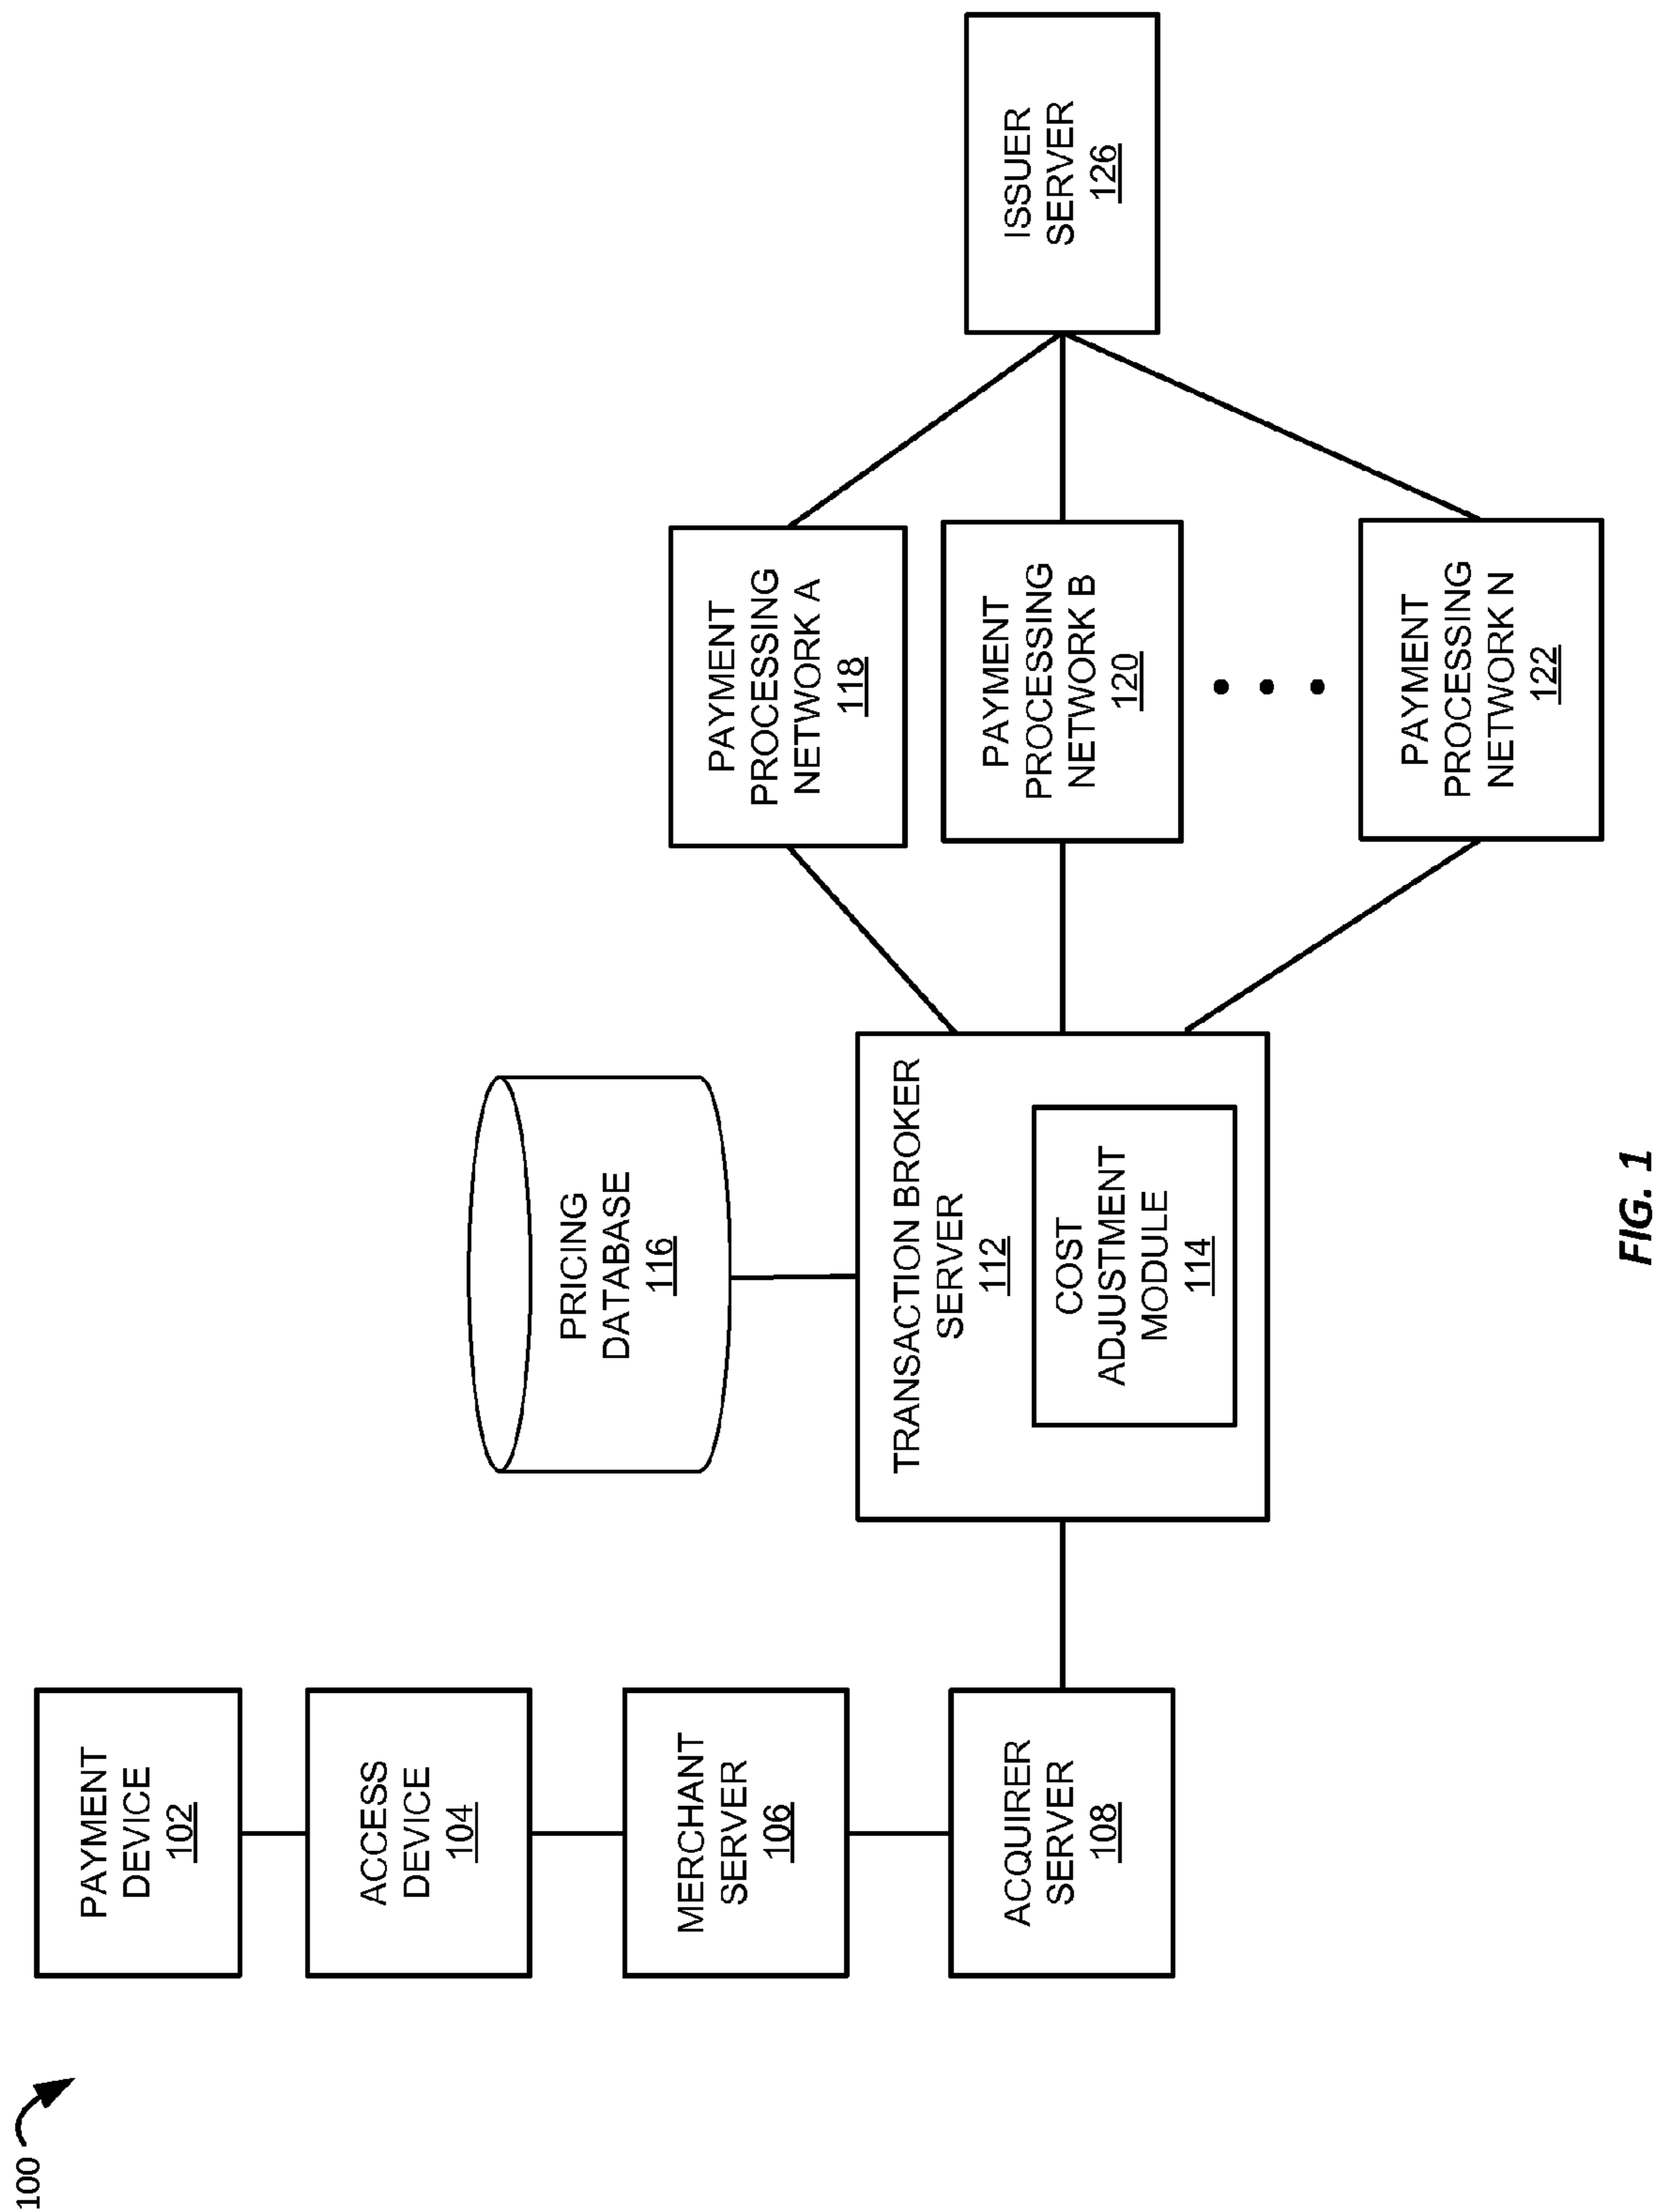 100
PAYMENT
DEVICE
102
ACCESS
DEVICE
104
MERCHANT
SERVER
106
ACQUIRER
SERVER
108
PRICING
DATABASE
116
TRANSACTION BROKER
SERVER
112
COST
ADJUSTMENT
MODULE
114
PAYMENT
PROCESSING
NETWORK A
118
PAYMENT
PROCESSING
NETWORK B
120
PAYMENT
PROCESSING
NETWORK N
122
ISSUER
SERVER
126
FIG. 1